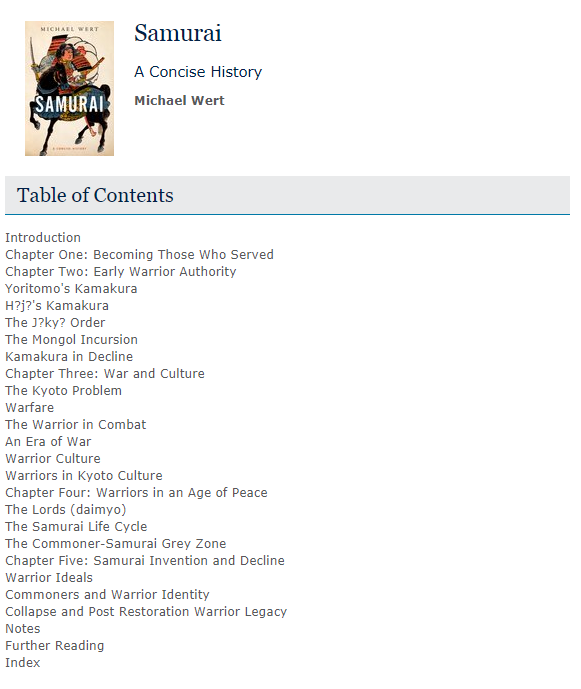 MICHAEL WERT
SAMURAI
A CONCISE HISTORY
Samurai
A Concise History
Michael Wert
Table of Contents
Introduction
Chapter One: Becoming Those Who Served
Chapter Two: Early Warrior Authority
Yoritomo's Kamakura
H?j?'s Kamakura
The J?ky? Order
The Mongol Incursion
Kamakura in Decline
Chapter Three: War and Culture
The Kyoto Problem
Warfare
The Warrior in Combat
An Era of War
Warrior Culture
Warriors in Kyoto Culture
Chapter Four: Warriors in an Age of Peace
The Lords (daimyo)
The Samurai Life Cycle
The Commoner-Samurai Grey Zone
Chapter Five: Samurai Invention and Decline
Warrior Ideals
Commoners and Warrior Identity
Collapse and Post Restoration Warrior Legacy
Notes
Further Reading
Index